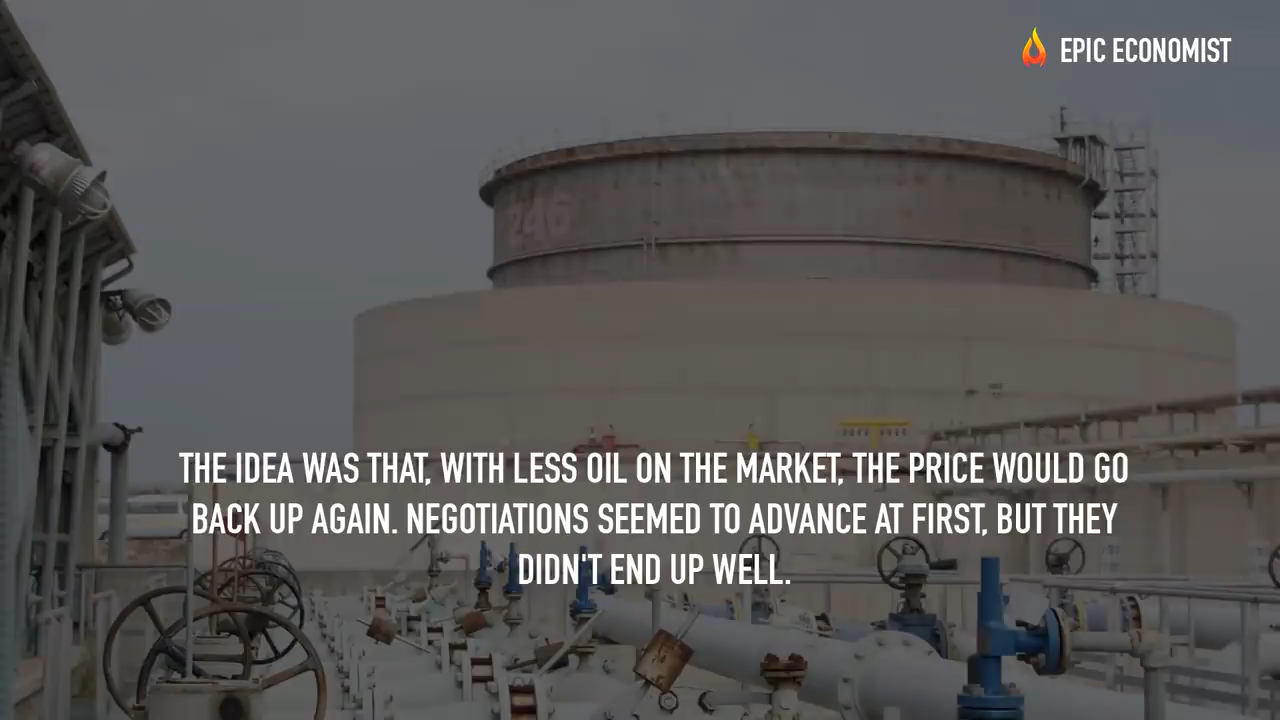 EPIC ECONOMIST
246
THE IDEA WAS THAT, WITH LESS OIL ON THE MARKET, THE PRICE WOULD GO
BACK UP AGAIN. NEGOTIATIONS SEEMED TO ADVANCE AT FIRST, BUT THEY
DIDN'T END UP WELL.